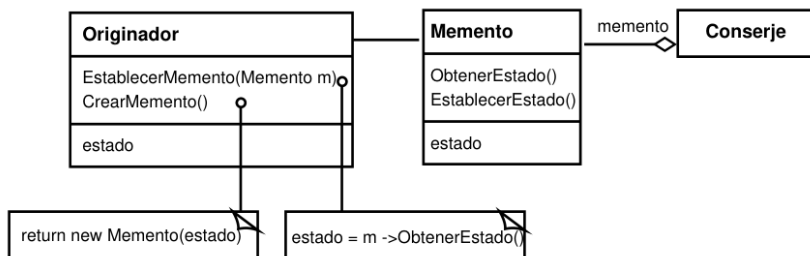 Originador
EstablecerMemento(Memento m)
CrearMemento()
estado
Memento
ObtenerEstado()
EstablecerEstado()
estado
memento
Conserje
return new Memento(estado)
estado = m ->ObtenerEstado()